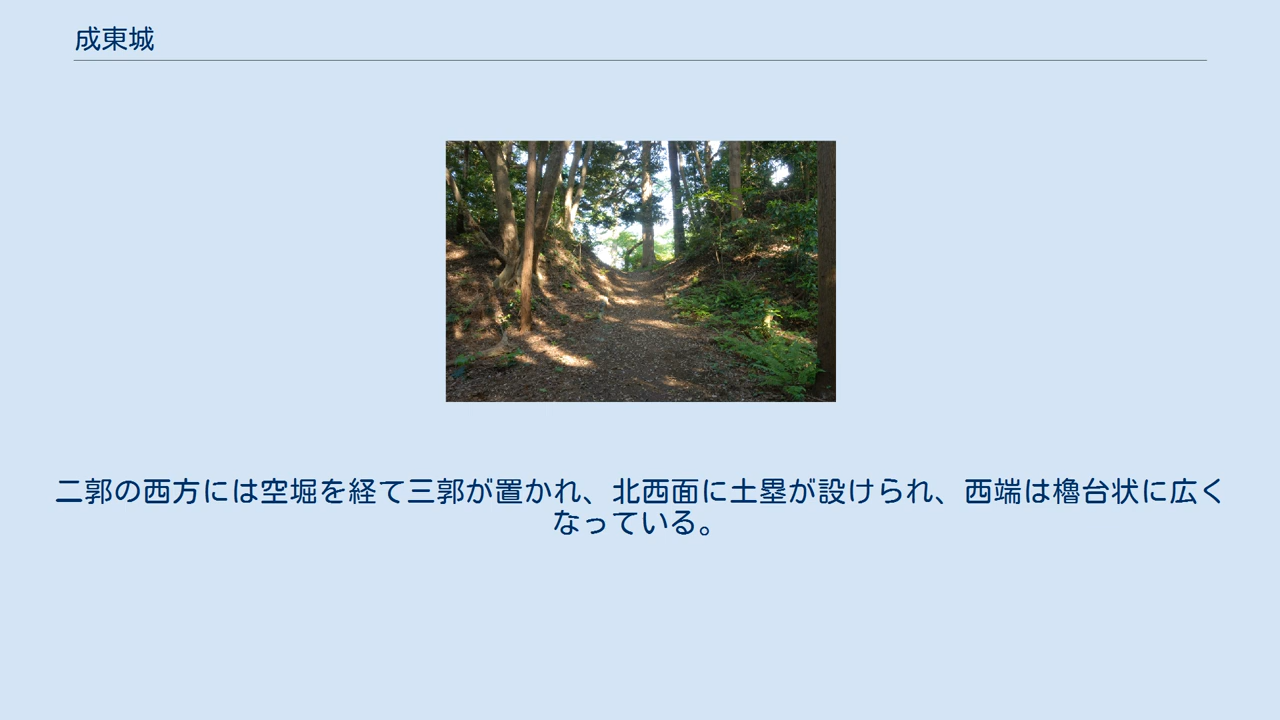 成東城
二郭の西方には空堀を経て三郭が置かれ、北西面に土塁が設けられ、西端は櫓台状に広く
なっている。